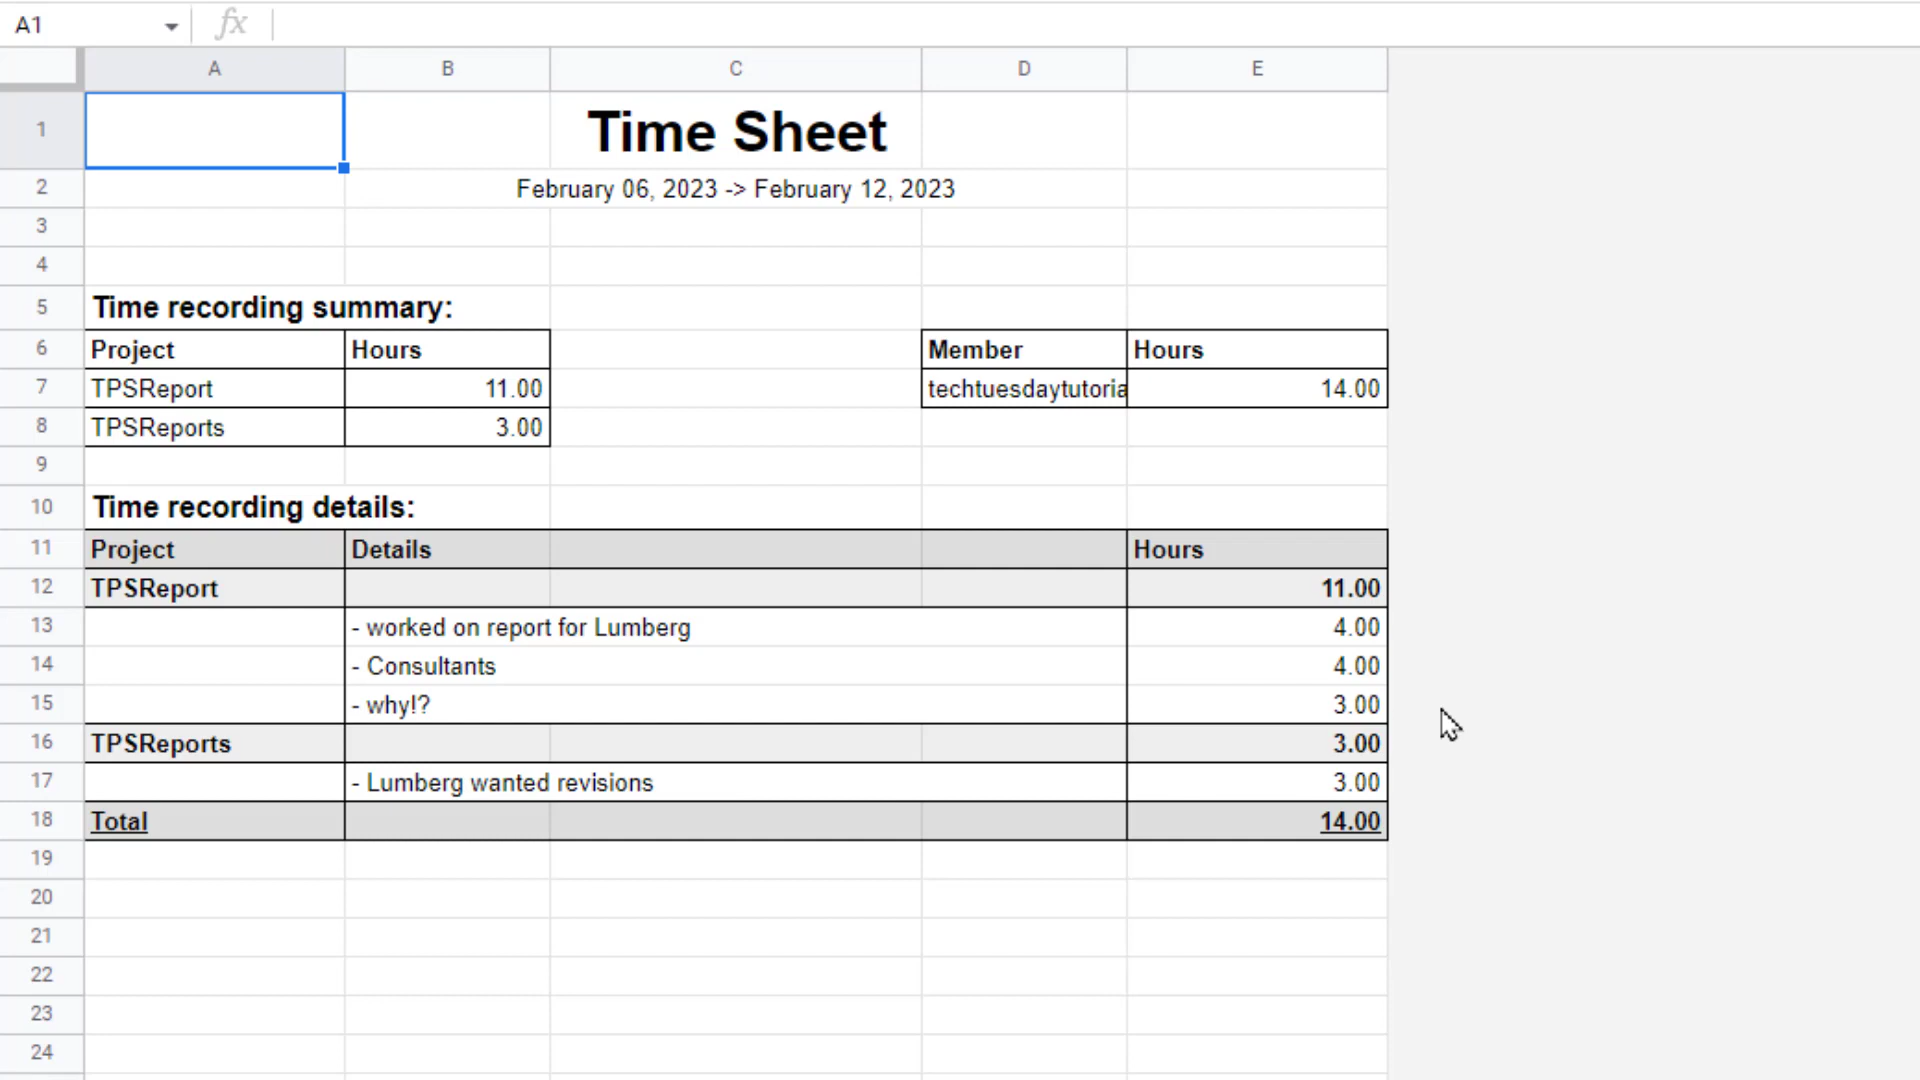 A1 fx
A B C D E
1 Time Sheet
2 February 06, 2023 -> February 12, 2023
3
4
5 Time recording summary:
6 Project Hours Member Hours
7 TPSReport 11.00 techtuesdaytutoria 14.00
8 TPSReports 3.00
9
10 Time recording details:
11 Project Details Hours
12 TPSReport 11.00
13 - worked on report for Lumberg 4.00
14 - Consultants 4.00
15 - why!? 3.00
16 TPSReports 3.00
17 - Lumberg wanted revisions 3.00
18 Total 14.00
19
20
21
22
23
24